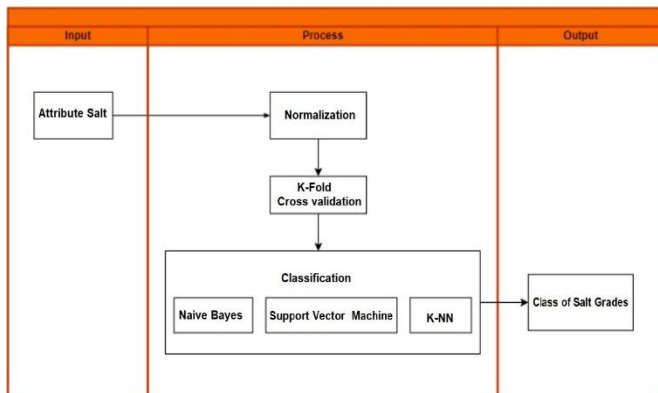 Input
Process
Output
Attribute Salt
Normalization
K-Fold
Cross validation
Classification
Naive Bayes
Support Vector Machine
K-NN
Class of Salt Grades